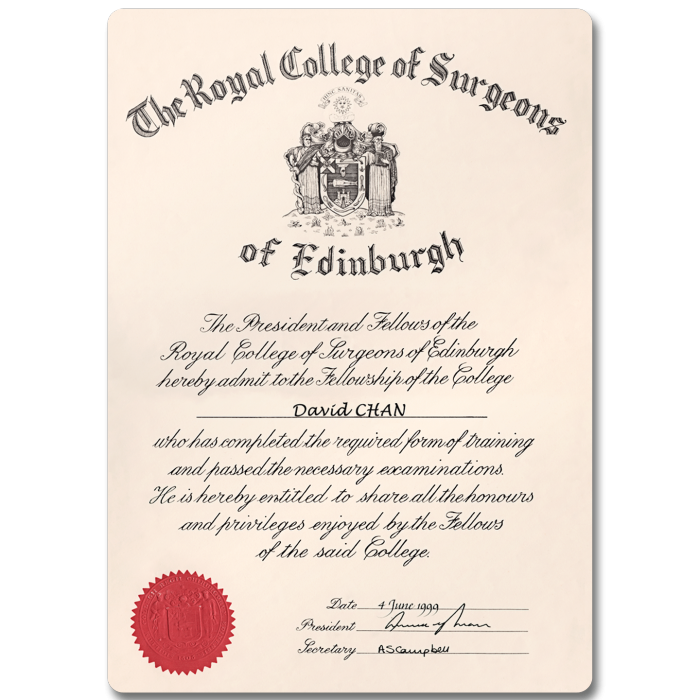 The Royal College of Surgeons
HINC SANITAS
of Edinburgh
The President and Fellows of the
Royal College of Surgeons of Edinburgh
hereby admit to the Fellowship of the College
David CHAN
who has completed the required form of training
and passed the necessary examinations.
He is hereby entitled to share all the honours
and privileges enjoyed by the Fellows
of the said College.
Date 4 June 1999
President
Secretary AS Campbell